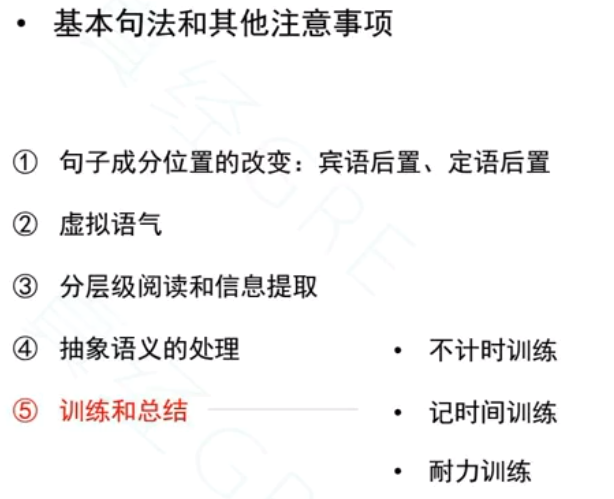 • 基本句法和其他注意事项
① 句子成分位置的改变：宾语后置、定语后置
② 虚拟语气
③ 分层级阅读和信息提取
④ 抽象语义的处理
• 不计时训练
⑤ 训练和总结
• 记时间训练
• 耐力训练